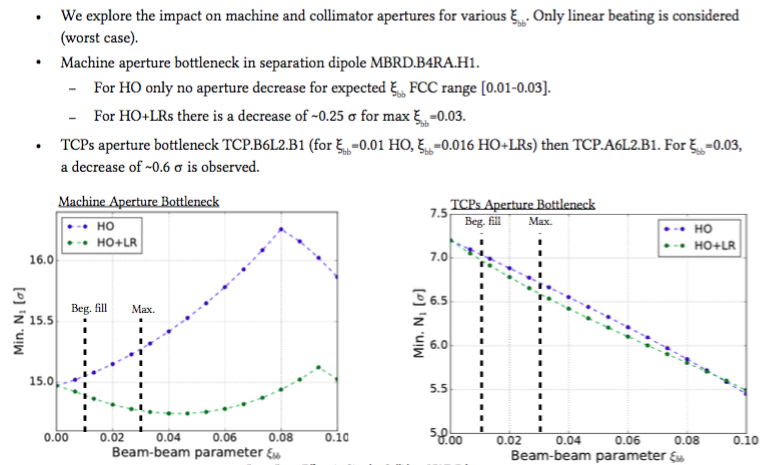 • We explore the impact on machine and collimator apertures for various ξbb. Only linear beating is considered
(worst case).
• Machine aperture bottleneck in separation dipole MBRD.B4RA.H1.
– For HO only no aperture decrease for expected ξbb FCC range [0.01-0.03].
– For HO+LRs there is a decrease of ~0.25 σ for max ξbb=0.03.
• TCPs aperture bottleneck TCP.B6L2.B1 (for ξbb=0.01 HO, ξbb=0.016 HO+LRs) then TCP.A6L2.B1. For ξbb=0.03,
a decrease of ~0.6 σ is observed.
Machine Aperture Bottleneck
HO
HO+LR
16.0
15.5
15.0
Min. N1 [σ]
Beg. fill Max.
0.00 0.02 0.04 0.06 0.08 0.10
Beam-beam parameter ξbb
TCPs Aperture Bottleneck
Beg. fill Max.
HO
HO+LR
7.5
7.0
6.5
6.0
5.5
5.0
Min. N1 [σ]
0.00 0.02 0.04 0.06 0.08 0.10
Beam-beam parameter ξbb